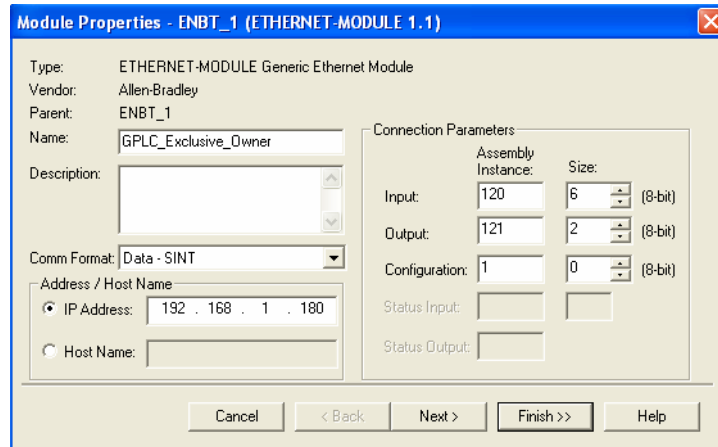 Module Properties - ENBT_1 (ETHERNET-MODULE 1.1)
Type: ETHERNET-MODULE Generic Ethernet Module
Vendor: Allen-Bradley
Parent: ENBT_1
Name: GPLC_Exclusive_Owner
Description:
Comm Format: Data - SINT
Address / Host Name
IP Address: 192 . 168 . 1 . 180
Host Name:
Connection Parameters
Assembly Instance: Size:
Input: 120 6 (8-bit)
Output: 121 2 (8-bit)
Configuration: 1 0 (8-bit)
Status Input:
Status Output:
Cancel < Back Next > Finish >> Help